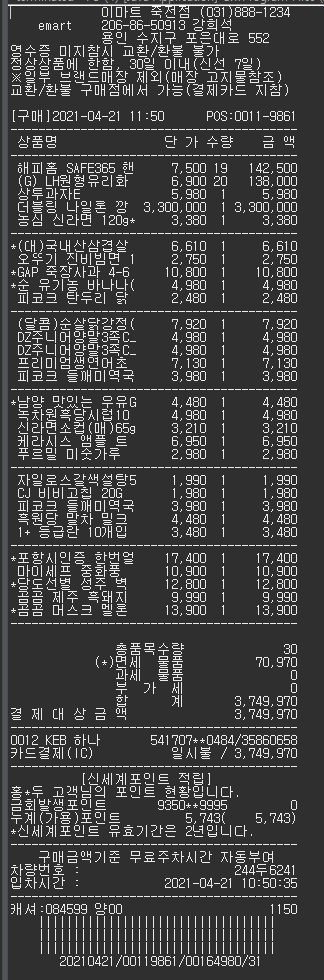 이마트 죽전점 (031)888-1234
emart 206-86-50913 강희석
용인 수지구 포은대로 552
영수증 미지참시 교환/환불 불가
정상상품에 한함, 30일 이내(신선 7일)
※일부 브랜드매장 제외(매장 고지물참조)
교환/환불 구매점에서 가능(결제카드 지참)
[구매]2021-04-21 11:50 POS:0011-9861
상품명 단 가 수량 금 액
해피홈 SAFE365 핸 7,500 19 142,500
(G) LH원형유리화 6,900 20 138,000
상투과자E 5,980 1 5,980
더블링 나일론 깡 3,300,000 1 3,300,000
농심 신라면 120g* 3,380 1 3,380
*(대)국내산삼겹살 6,610 1 6,610
오뚜기 진비빔면 1 2,750 1 2,750
*GAP 죽장사과 4-6 10,800 1 10,800
*순 유기농 바나나( 4,980 1 4,980
피코크 탄두리 닭 2,480 1 2,480
(달콤)순살닭강정( 7,920 1 7,920
DZ주니어양말3족C_ 4,980 1 4,980
DZ주니어양말3족C_ 4,980 1 4,980
프리미엄생연어초 7,130 1 7,130
피코크 들깨미역국 3,980 1 3,980
*남양 맛있는 우유G 4,480 1 4,480
녹차원흑당시럽10 4,980 1 4,980
신라면소컵(매)65g 3,210 1 3,210
케라시스 앰플 트 6,950 1 6,950
푸르밀 미숫가루 2,980 1 2,980
자일로스갈색설탕5 1,990 1 1,990
CJ 비비고칩 20G 1,980 1 1,980
피코크 들깨미역국 3,980 1 3,980
흑원당 말차 밀크 4,480 1 4,480
1+ 등급란 10개입 3,480 1 3,480
*포항시인증 한벌얼 17,400 1 17,400
마이셰프 중화풍 10,900 1 10,900
*당도선별 성주 벌 12,800 1 12,800
곰곰 제주 흑돼지 9,990 1 9,990
*곰곰 머스크 멜론 13,900 1 13,900
총품목수량 30
(*)면세 물품 70,970
과세 물품 0
부 가 세 0
합 계 3,749,970
결 제 대 상 금 액 3,749,970
0012 KEB 하나 541707**0484/35860658
카드결제(IC) 일시불 / 3,749,970
[신세계포인트 적립]
홍*두 고객님의 포인트 현황입니다.
금회발생포인트 9350**9995 0
누계(가용)포인트 5,743( 5,743)
*신세계포인트 유효기간은 2년입니다.
구매금액기준 무료주차시간 자동부여
차량번호 : 244두6241
입차시간 : 2021-04-21 10:50:35
캐셔:084599 양00 1150
20210421/00119861/00164980/31